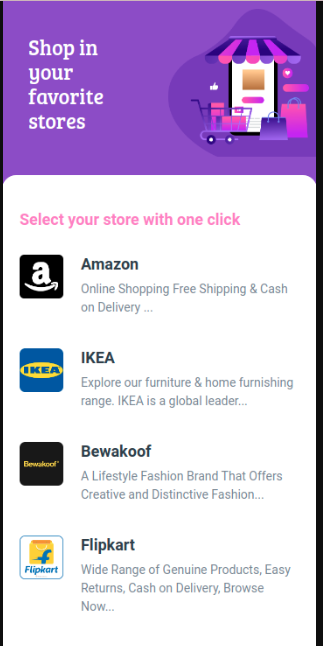 Shop in
your
favorite
stores
Select your store with one click
a
Amazon
Online Shopping Free Shipping & Cash
on Delivery ...
IKEA
IKEA
Explore our furniture & home furnishing
range. IKEA is a global leader...
Bewakoof
Bewakoof
A Lifestyle Fashion Brand That Offers
Creative and Distinctive Fashion...
Flipkart
Flipkart
Wide Range of Genuine Products, Easy
Returns, Cash on Delivery, Browse
Now...